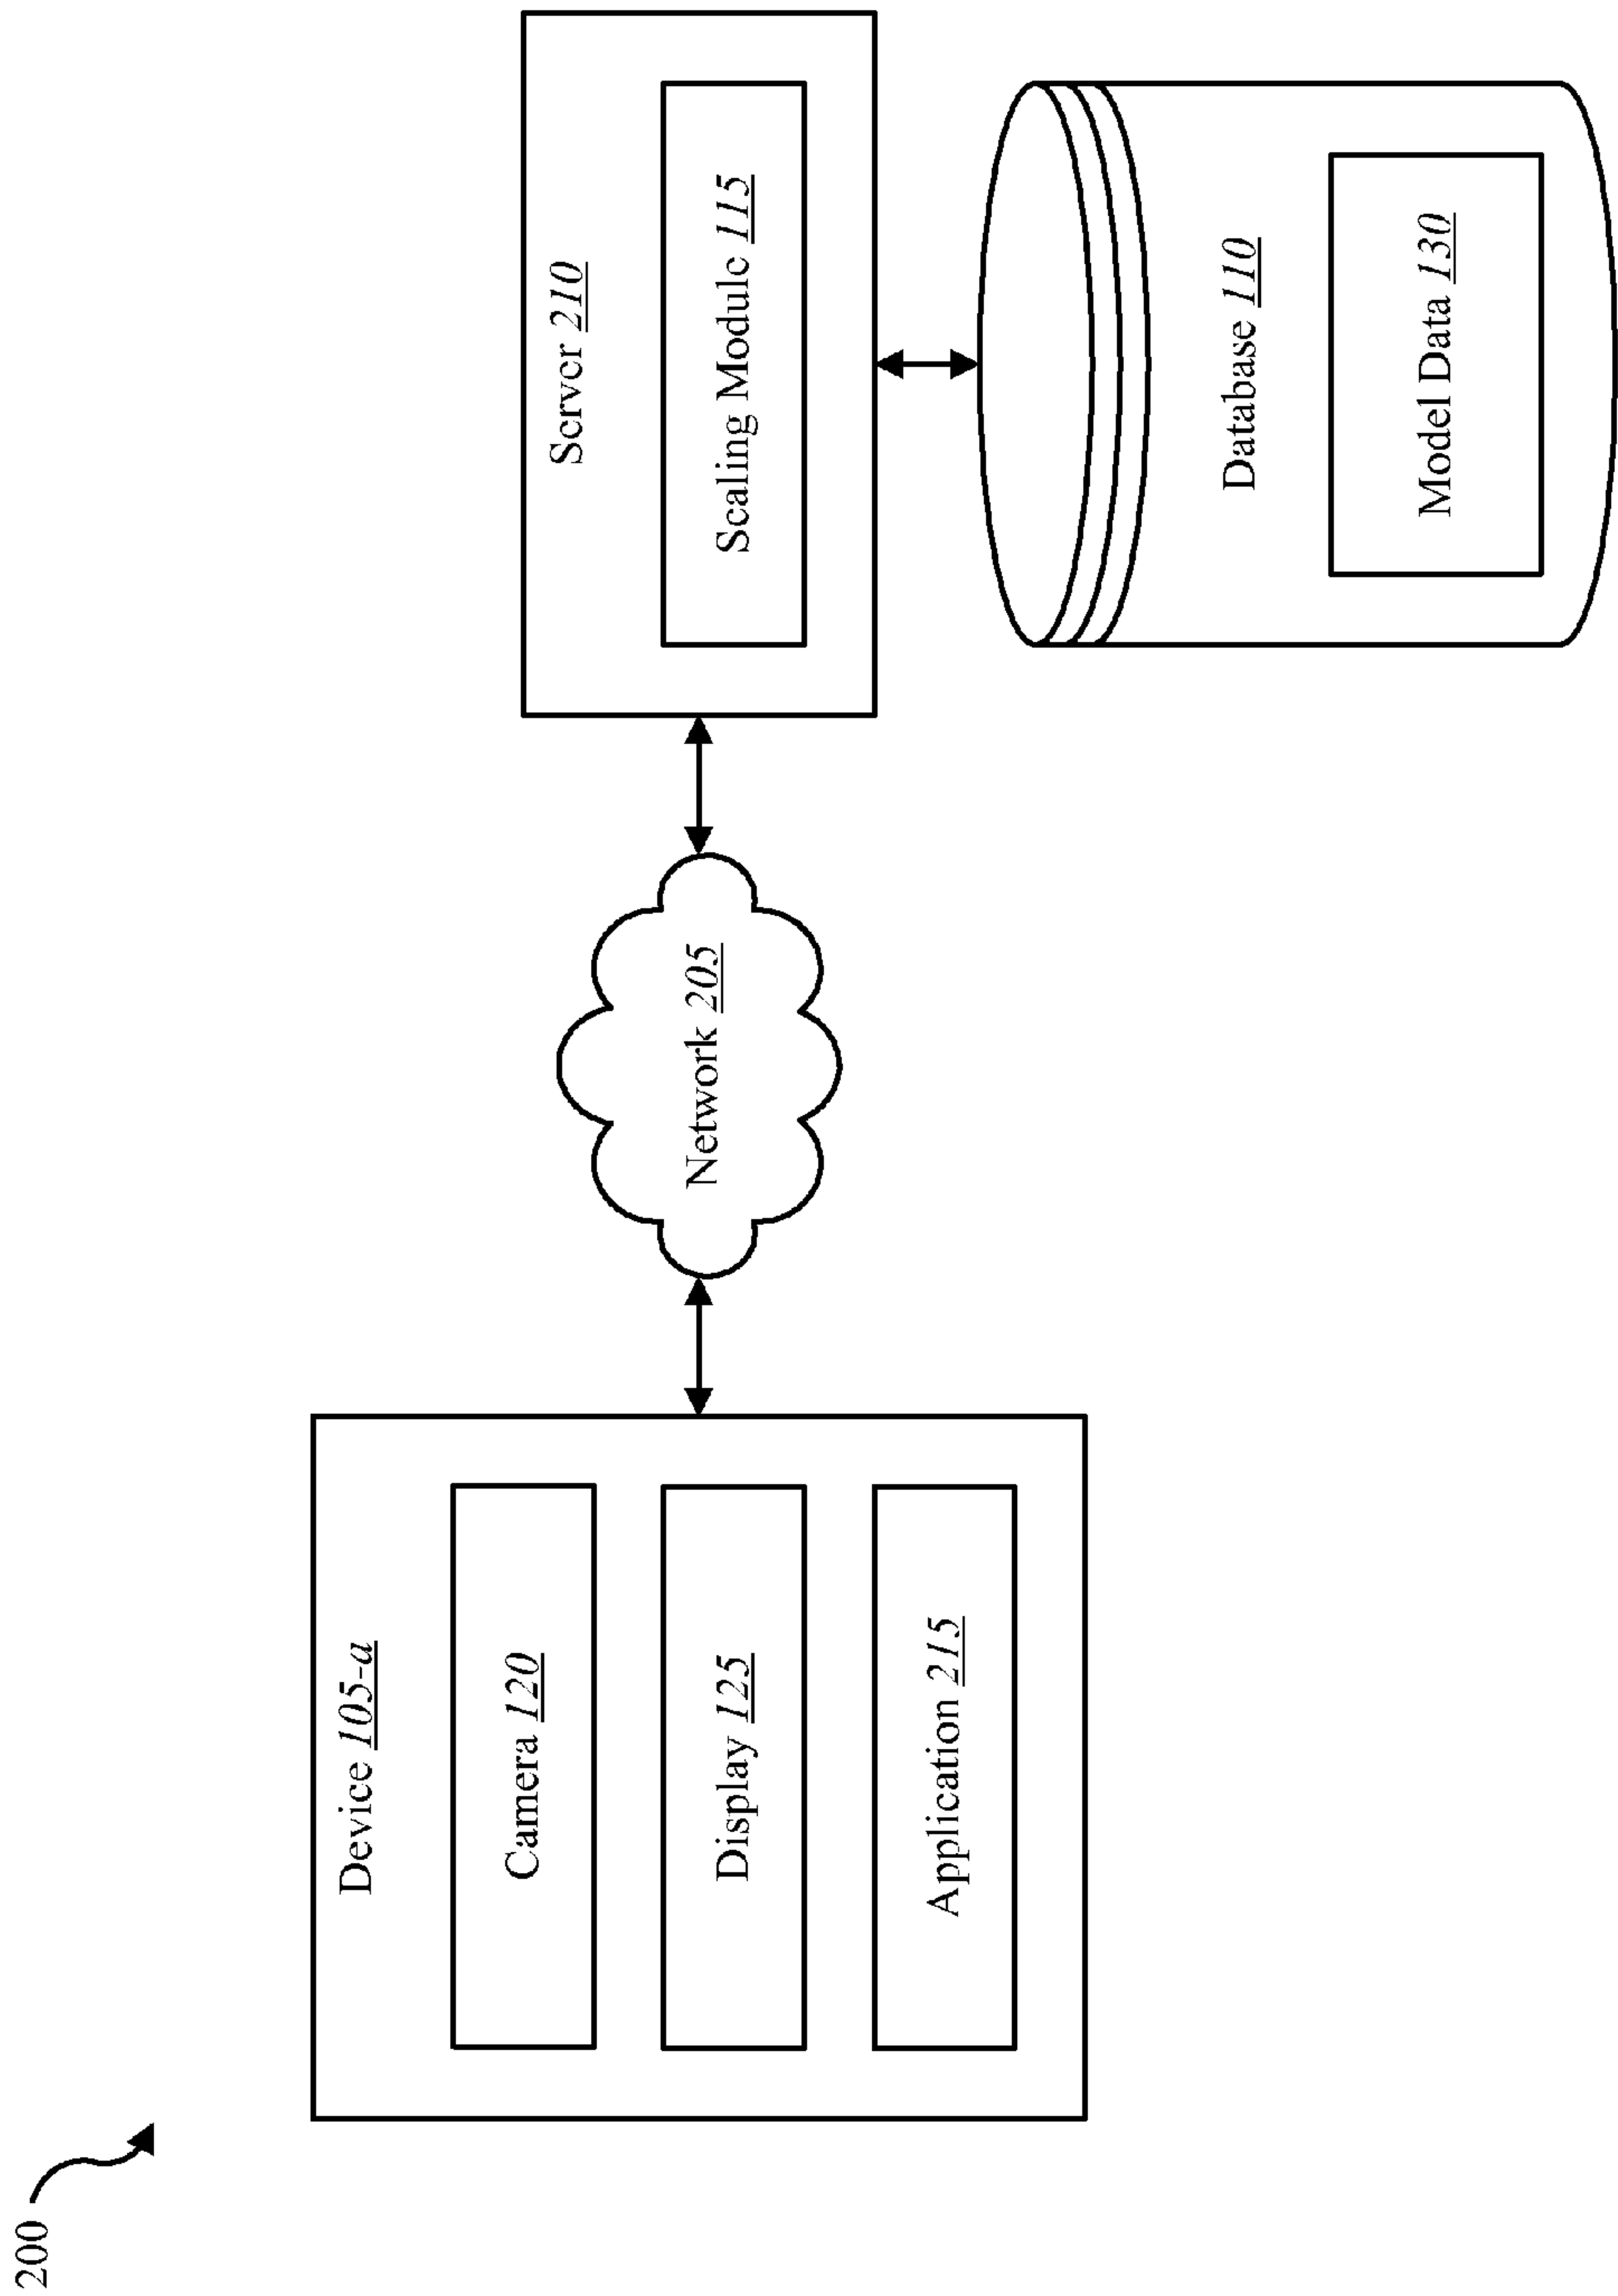 200
Device 105-a
Camera 120
Display 125
Application 215
Network 205
Server 210
Scaling Module 115
Database 110
Model Data 130